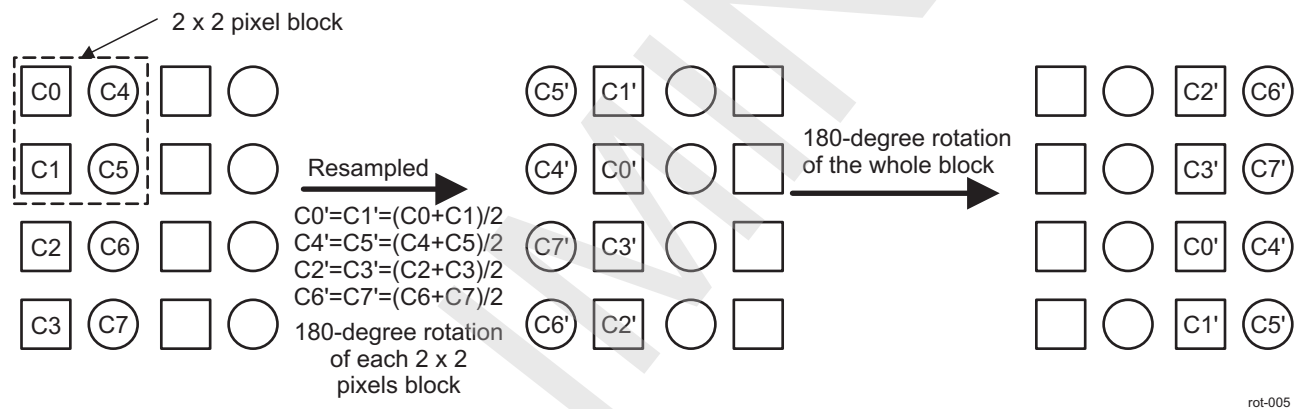 2 x 2 pixel block
C0 C4
C1 C5
C2 C6
C3 C7
Resampled
C0'=C1'=(C0+C1)/2
C4'=C5'=(C4+C5)/2
C2'=C3'=(C2+C3)/2
C6'=C7'=(C6+C7)/2
180-degree rotation
of each 2 x 2
pixels block
C5' C1'
C4' C0'
C7' C3'
C6' C2'
180-degree rotation
of the whole block
C2' C6'
C3' C7'
C0' C4'
C1' C5'
rot-005